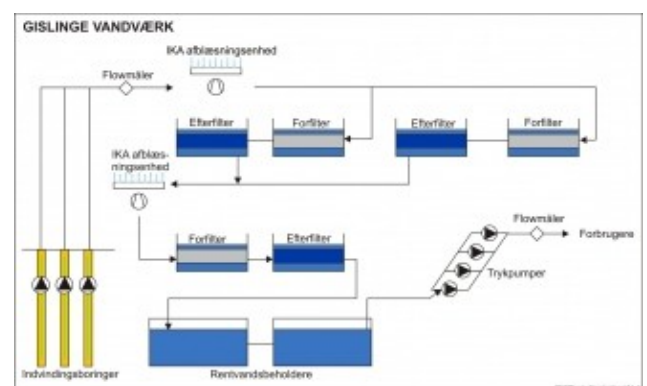 GISLINGE VANDVÆRK
IKA afblæsningsenhed
Flowmåler
Efterfilter
Forfilter
Efterfilter
Forfilter
IKA afblæs-
ningsenhed
Forfilter
Efterfilter
Flowmåler
Forbrugere
Trykpumper
Indvindingsboringer
Rentvandsbeholdere